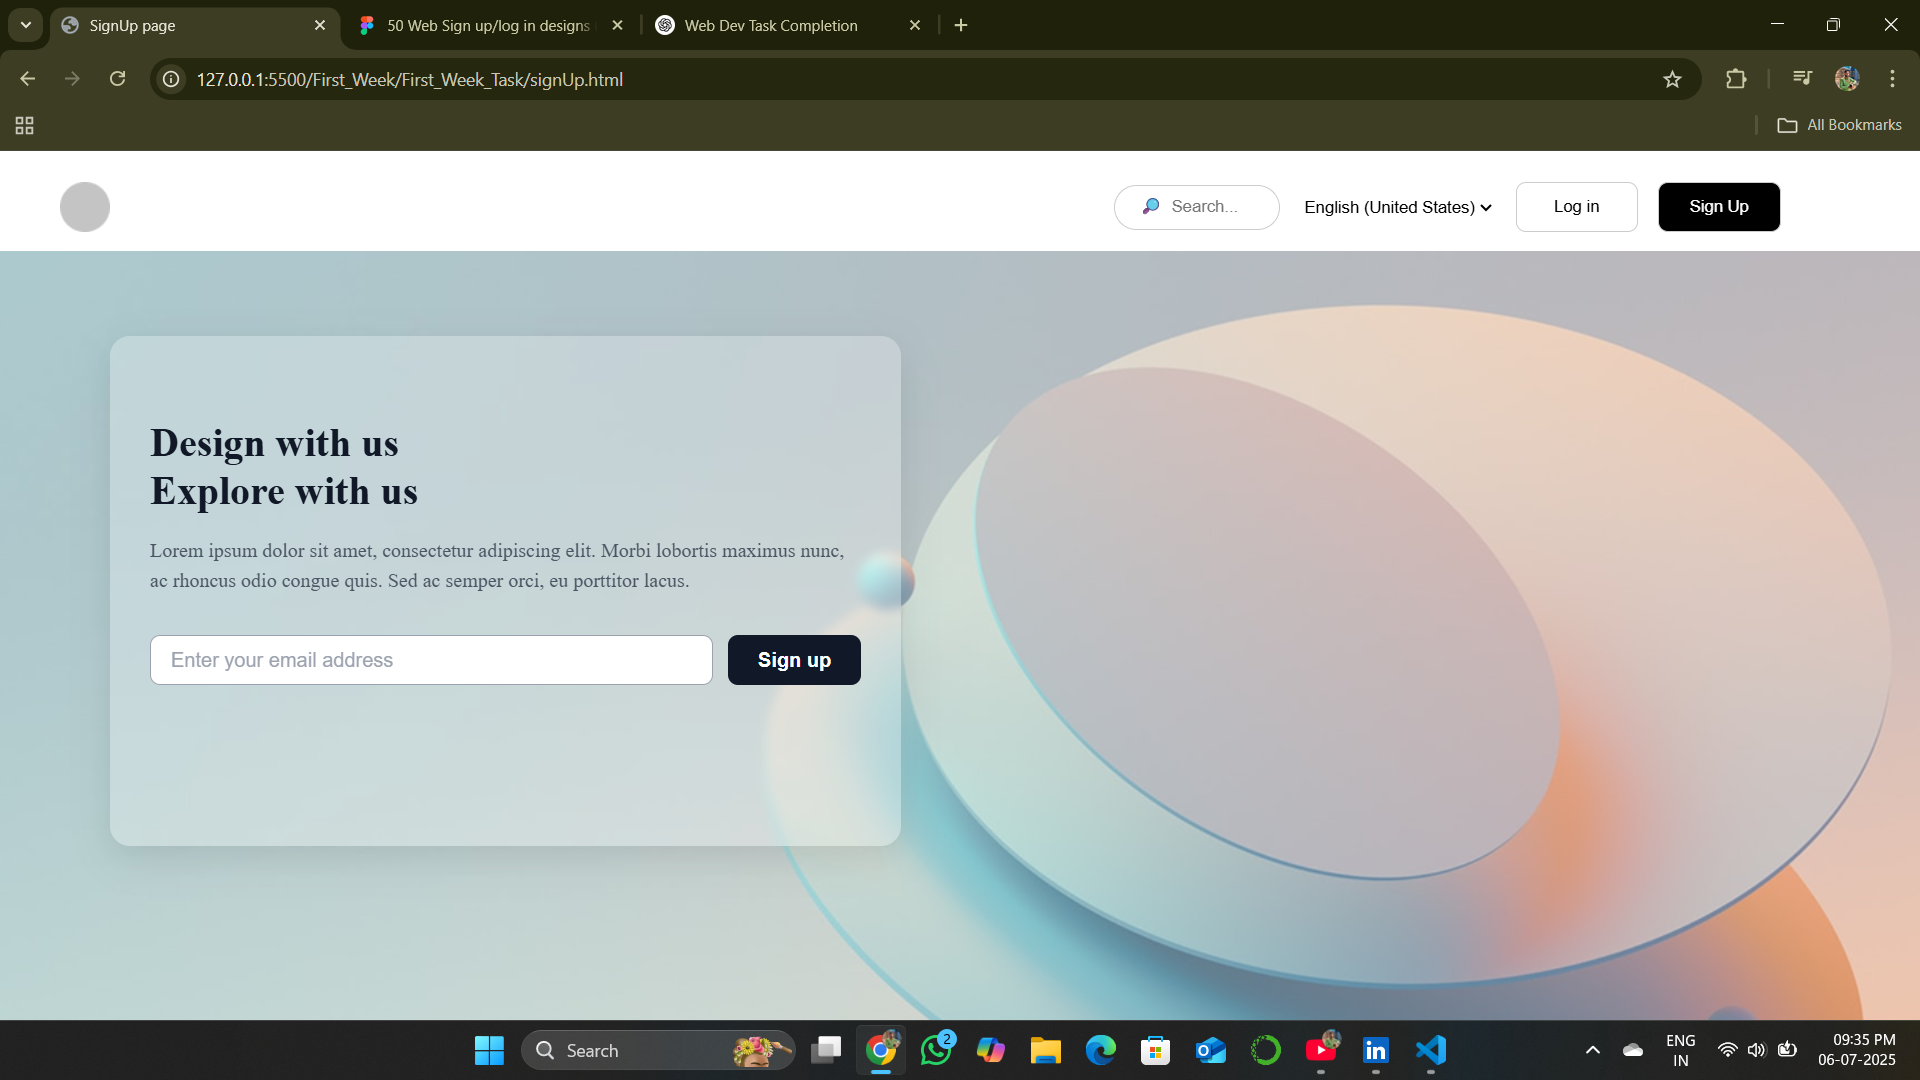 SignUp page
50 Web Sign up/log in designs
Web Dev Task Completion
127.0.0.1:5500/First_Week/First_Week_Task/signUp.html
All Bookmarks
Search...
English (United States)
Log in
Sign Up
Design with us
Explore with us
Lorem ipsum dolor sit amet, consectetur adipiscing elit. Morbi lobortis maximus nunc,
ac rhoncus odio congue quis. Sed ac semper orci, eu porttitor lacus.
Enter your email address
Sign up
Search
2
ENG
IN
09:35 PM
06-07-2025